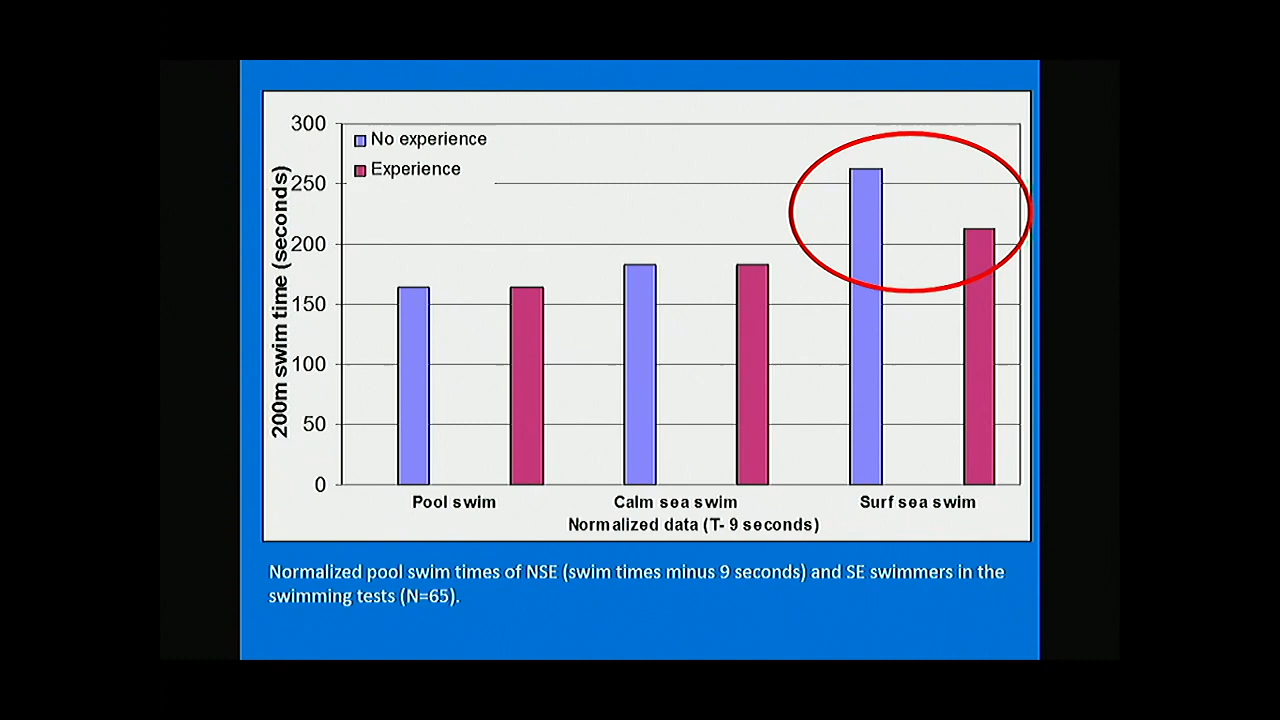 300
250
200
150
100
50
0
200m swim time (seconds)
No experience
Experience
Pool swim
Calm sea swim
Surf sea swim
Normalized data (T- 9 seconds)
Normalized pool swim times of NSE (swim times minus 9 seconds) and SE swimmers in the
swimming tests (N=65).